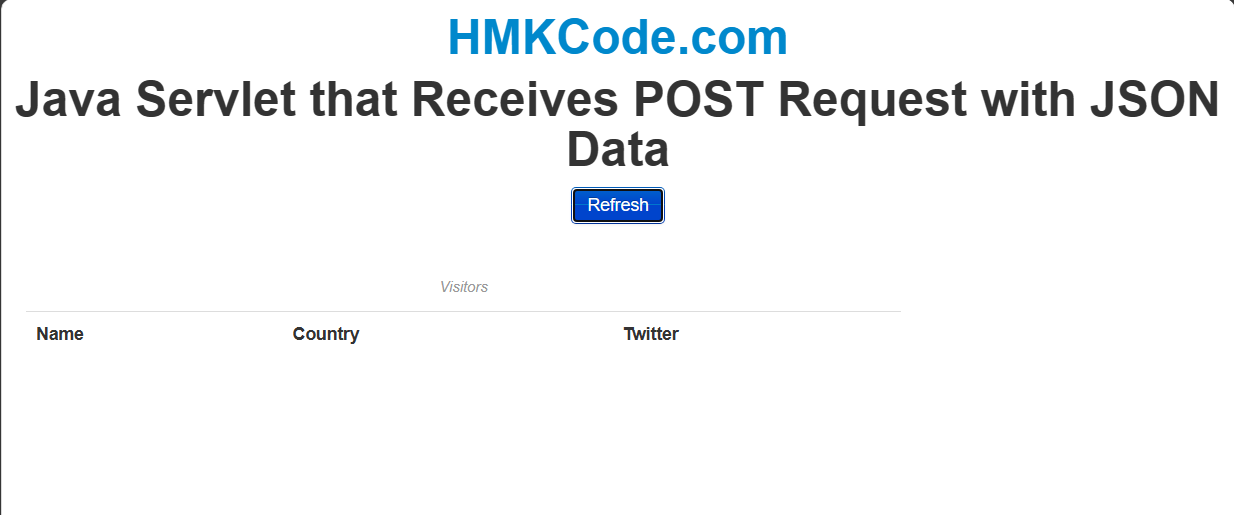 HMKCode.com
Java Servlet that Receives POST Request with JSON
Data
Refresh
Visitors
Name Country Twitter